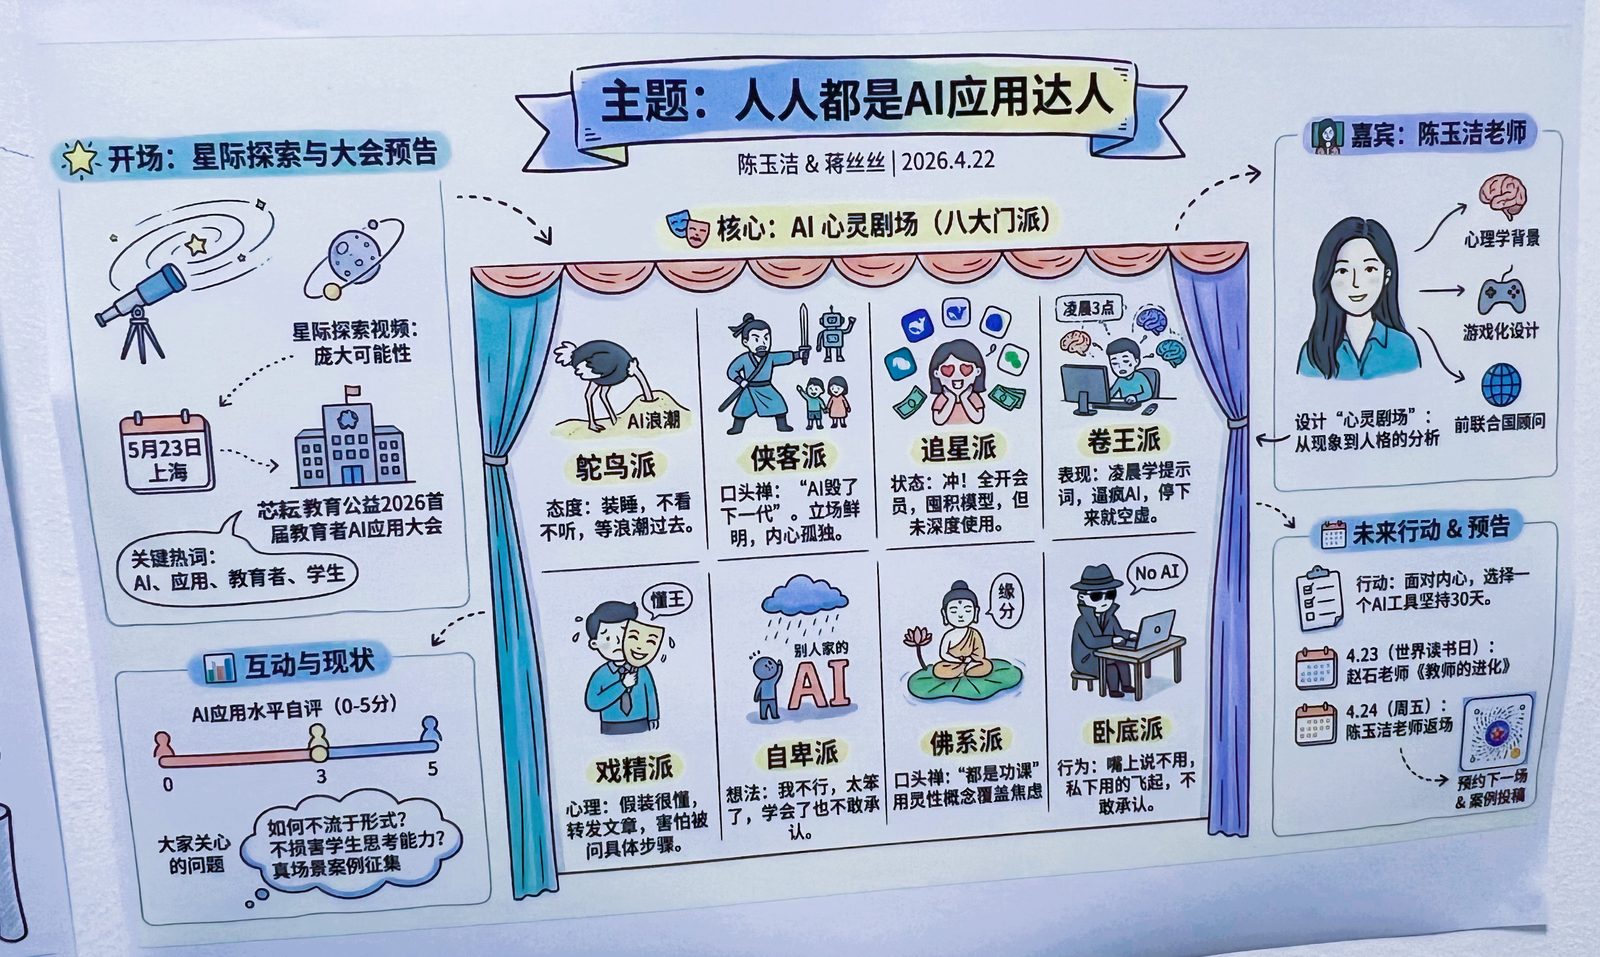 主题：人人都是AI应用达人
陈玉洁 & 蒋丝丝 | 2026.4.22
开场：星际探索与大会预告
星际探索视频：
庞大可能性
5月23日
上海
芯耘教育公益2026首
届教育者AI应用大会
关键热词：
AI、应用、教育者、学生
互动与现状
AI应用水平自评（0-5分）
0
3
5
大家关心
的问题
如何不流于形式？
不损害学生思考能力？
真场景案例征集
核心：AI 心灵剧场（八大门派）
AI浪潮
鸵鸟派
态度：装睡，不看
不听，等浪潮过去。
侠客派
口头禅：“AI毁了
下一代”。立场鲜
明，内心孤独。
追星派
状态：冲！全开会
员，囤积模型，但
未深度使用。
凌晨3点
卷王派
表现：凌晨学提示
词，逼疯AI，停下
来就空虚。
懂王
戏精派
心理：假装很懂，
转发文章，害怕被
问具体步骤。
别人家的
AI
自卑派
想法：我不行，太笨
了，学会了也不敢承
认。
缘
分
佛系派
口头禅：“都是功课”
用灵性概念覆盖焦虑
No AI
卧底派
行为：嘴上说不用，
私下用的飞起，不
敢承认。
嘉宾：陈玉洁老师
心理学背景
游戏化设计
前联合国顾问
设计“心灵剧场”：
从现象到人格的分析
未来行动 & 预告
行动：面对内心，选择一
个AI工具坚持30天。
4.23（世界读书日）：
赵石老师《教师的进化》
4.24（周五）：
陈玉洁老师返场
预约下一场
& 案例投稿